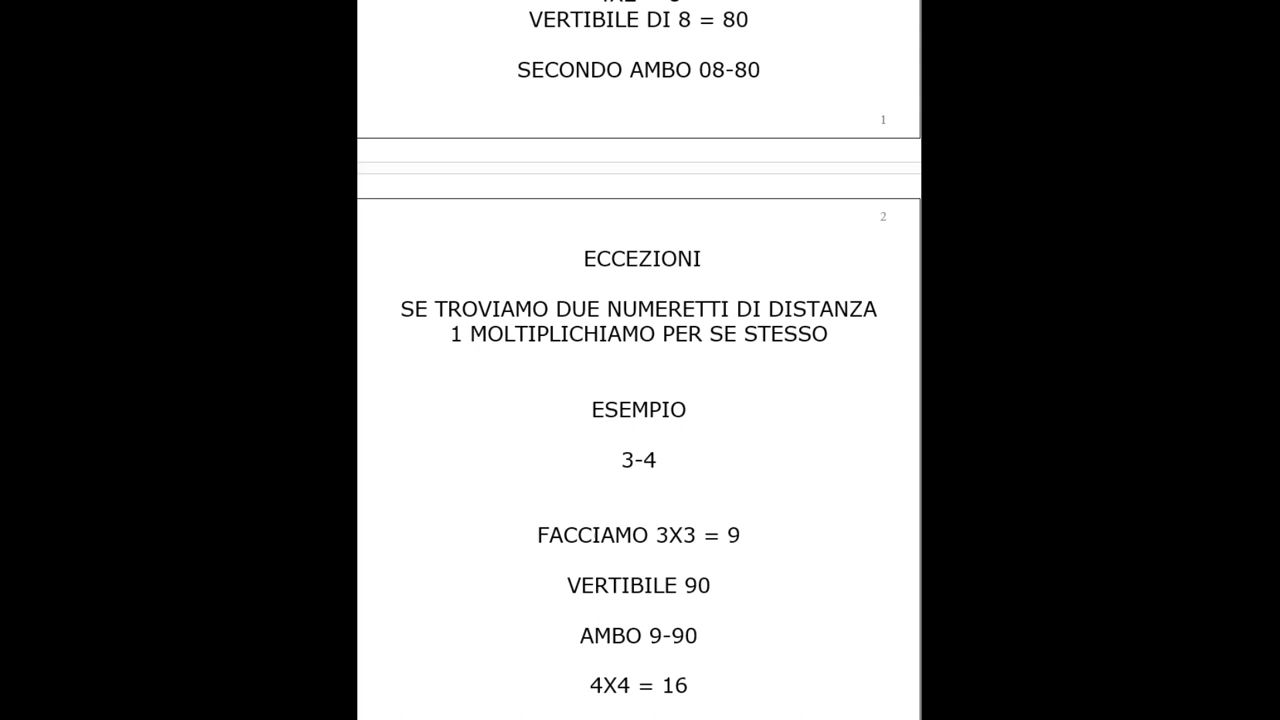 VERTIBILE DI 8 = 80
SECONDO AMBO 08-80
1
2
ECCEZIONI
SE TROVIAMO DUE NUMERETTI DI DISTANZA
1 MOLTIPLICHIAMO PER SE STESSO
ESEMPIO
3-4
FACCIAMO 3X3 = 9
VERTIBILE 90
AMBO 9-90
4X4 = 16